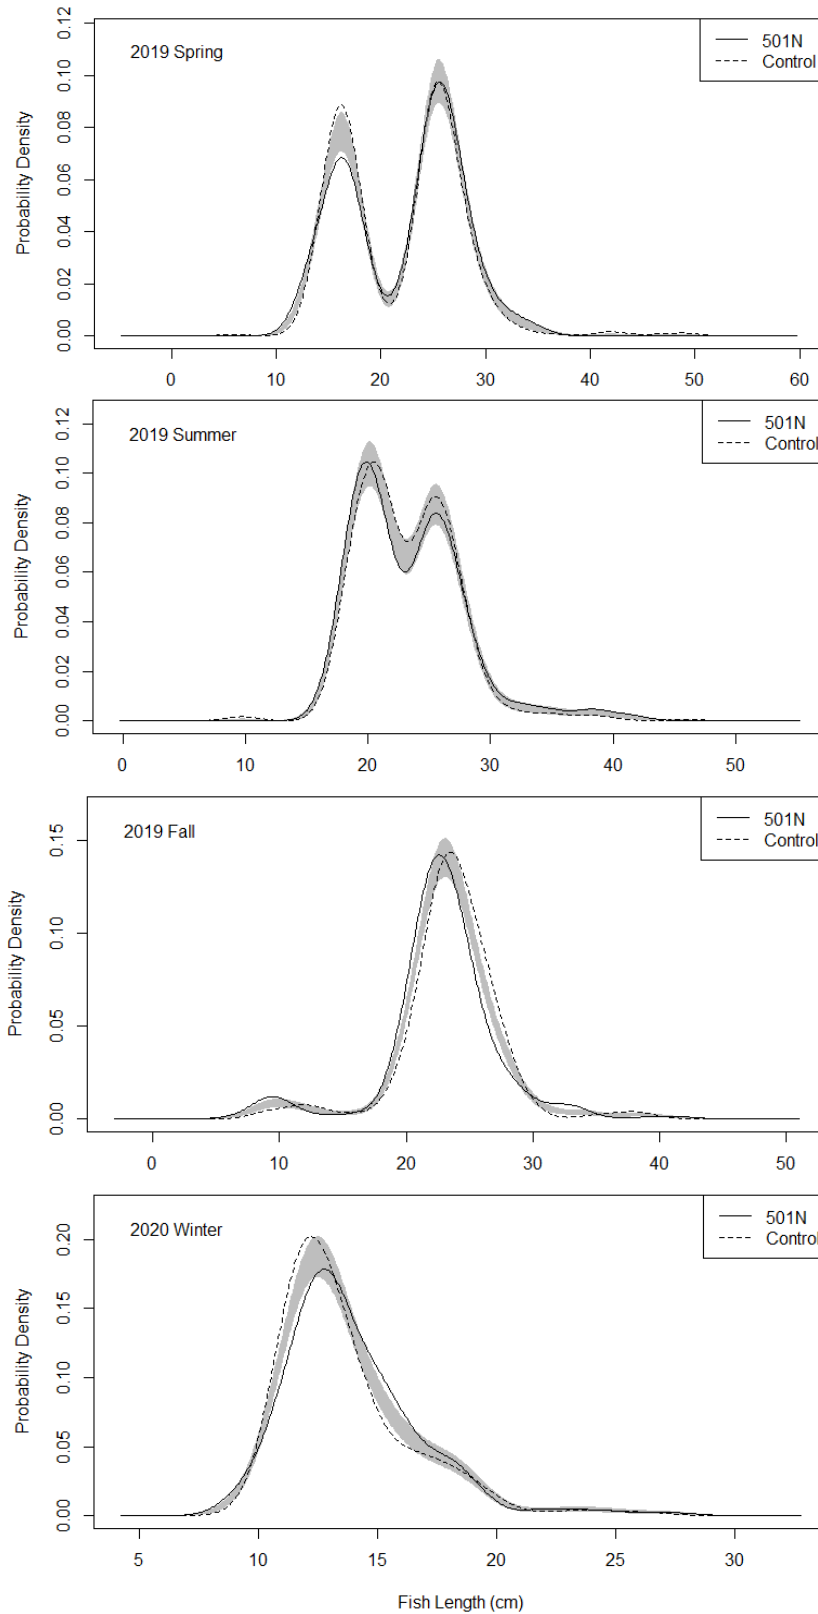 2019 Spring
501N
Control
Probability Density
0.00 0.02 0.04 0.06 0.08 0.10 0.12
0 10 20 30 40 50 60
2019 Summer
501N
Control
Probability Density
0.00 0.02 0.04 0.06 0.08 0.10 0.12
0 10 20 30 40 50
2019 Fall
501N
Control
Probability Density
0.00 0.05 0.10 0.15
0 10 20 30 40 50
2020 Winter
501N
Control
Probability Density
0.00 0.05 0.10 0.15 0.20
5 10 15 20 25 30
Fish Length (cm)